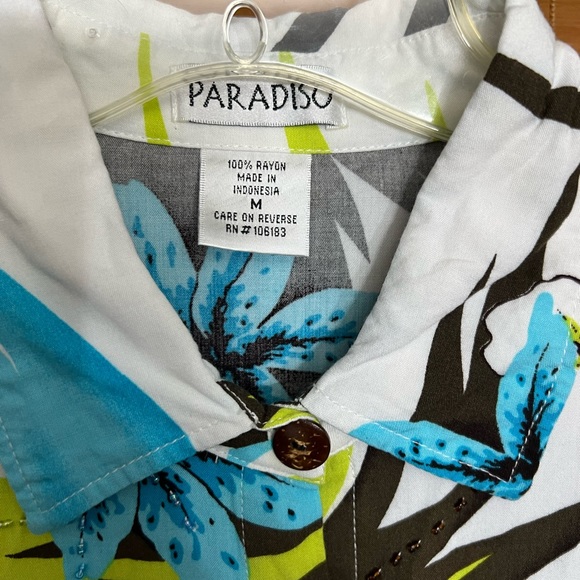 PARADISO
100% RAYON
MADE IN
INDONESIA
M
CARE ON REVERSE
RN # 106183